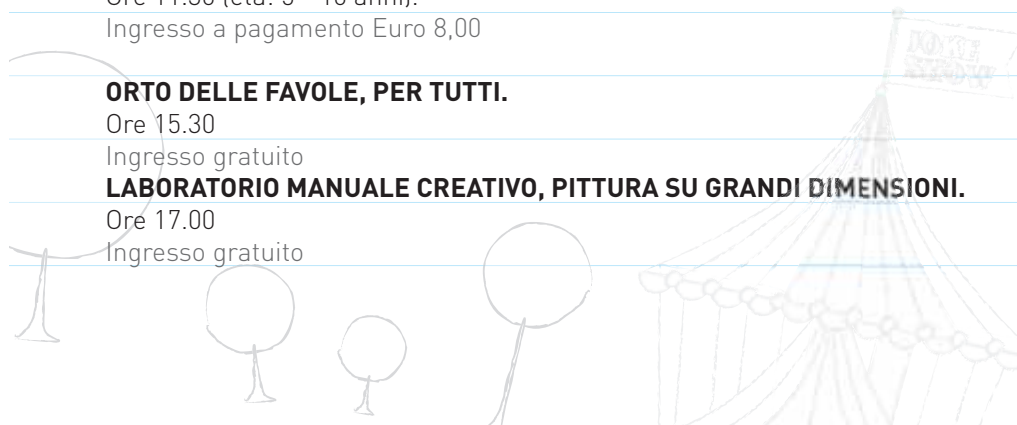 Ingresso a pagamento Euro 8,00
ORTO DELLE FAVOLE, PER TUTTI.
Ore 15.30
Ingresso gratuito
LABORATORIO MANUALE CREATIVO, PITTURA SU GRANDI DIMENSIONI.
Ore 17.00
Ingresso gratuito